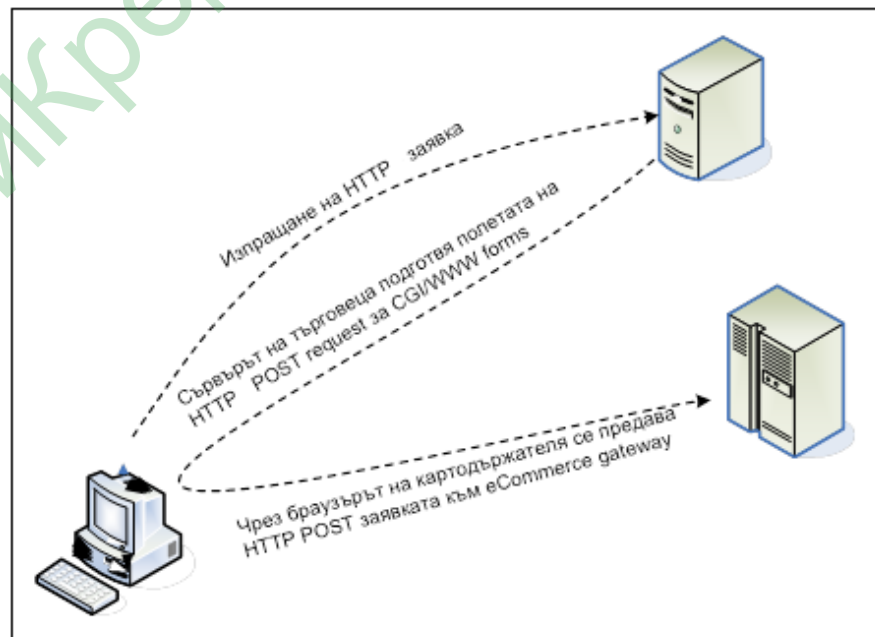 Изпращане на HTTP заявка
Сървърът на търговеца подготвя полетата на
HTTP POST request за CGI/WWW forms
Чрез браузърът на картодържателя се предава
HTTP POST заявката към eCommerce gateway